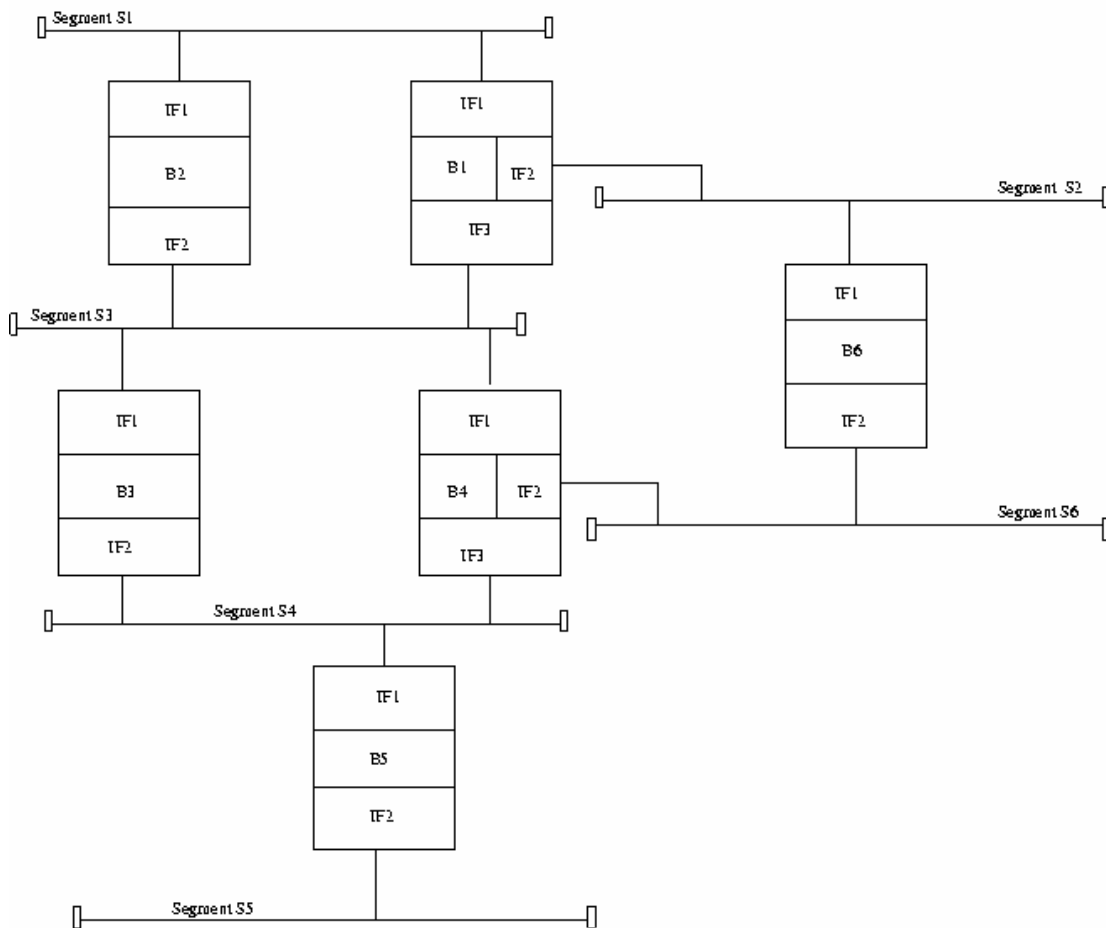 Segment S1
IF1
IF1
B2
B1
IF2
IF2
IF3
Segment S2
Segment S3
IF1
B6
IF2
IF1
IF1
B3
B4
IF2
IF2
IF3
Segment S6
Segment S4
IF1
B5
IF2
Segment S5